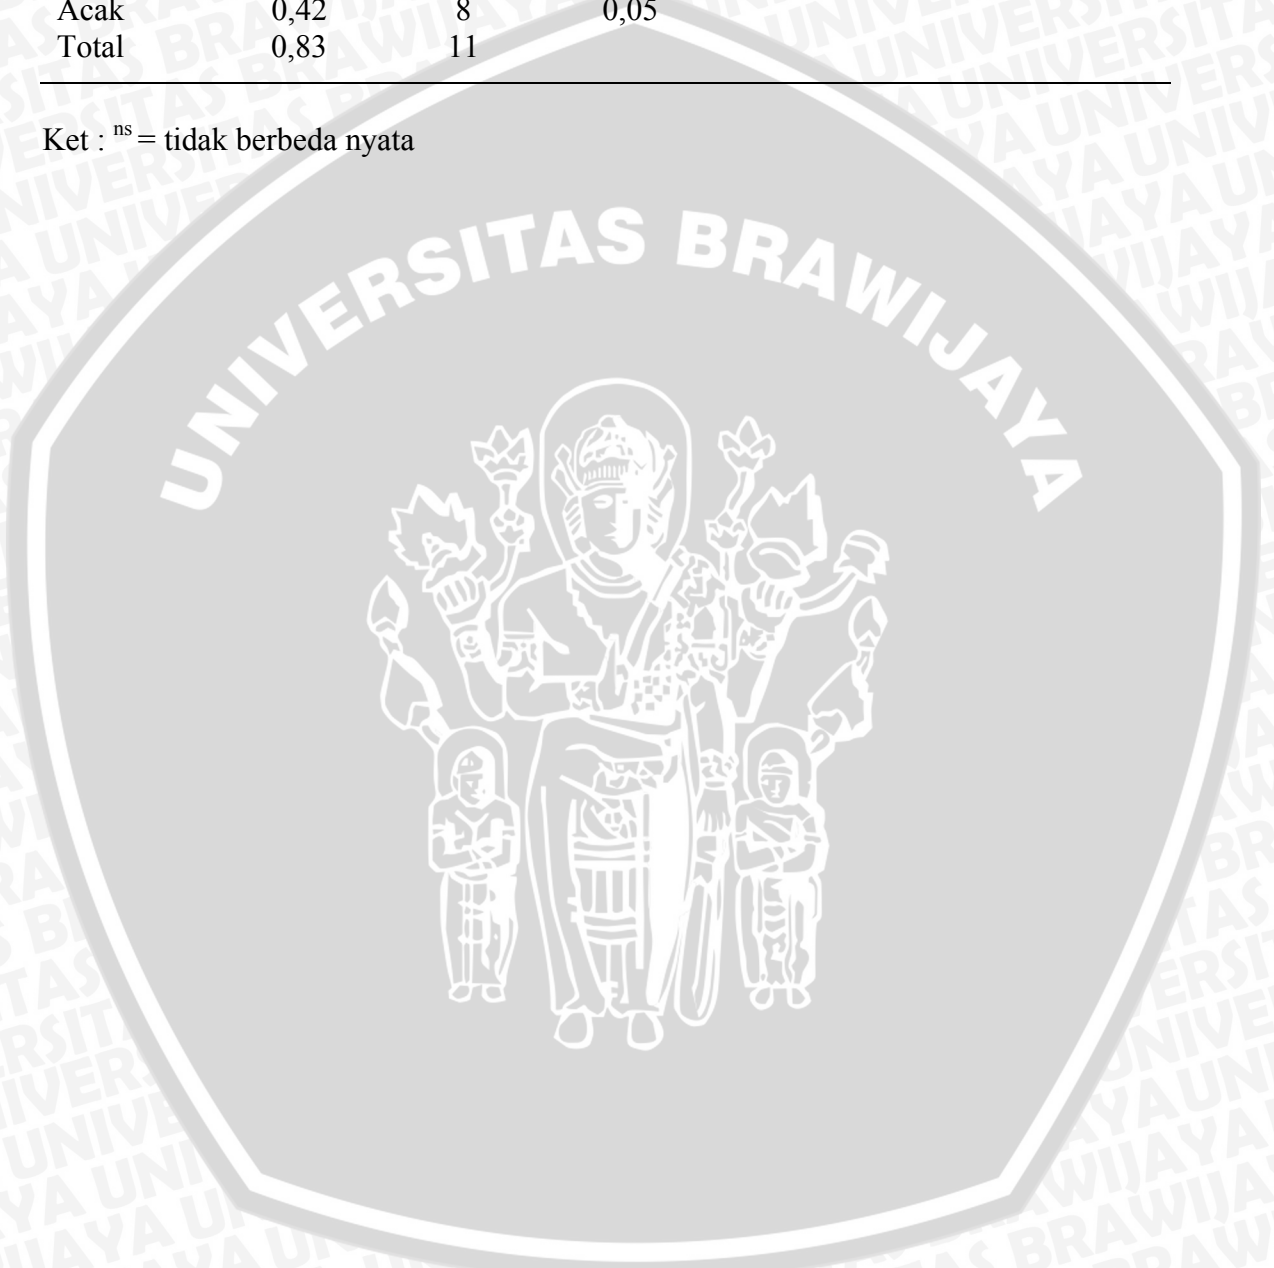 Acak 0,42 8 0,05
Total 0,83 11
Ket : ns = tidak berbeda nyata
UNIVERSITAS BRAWIJAYA